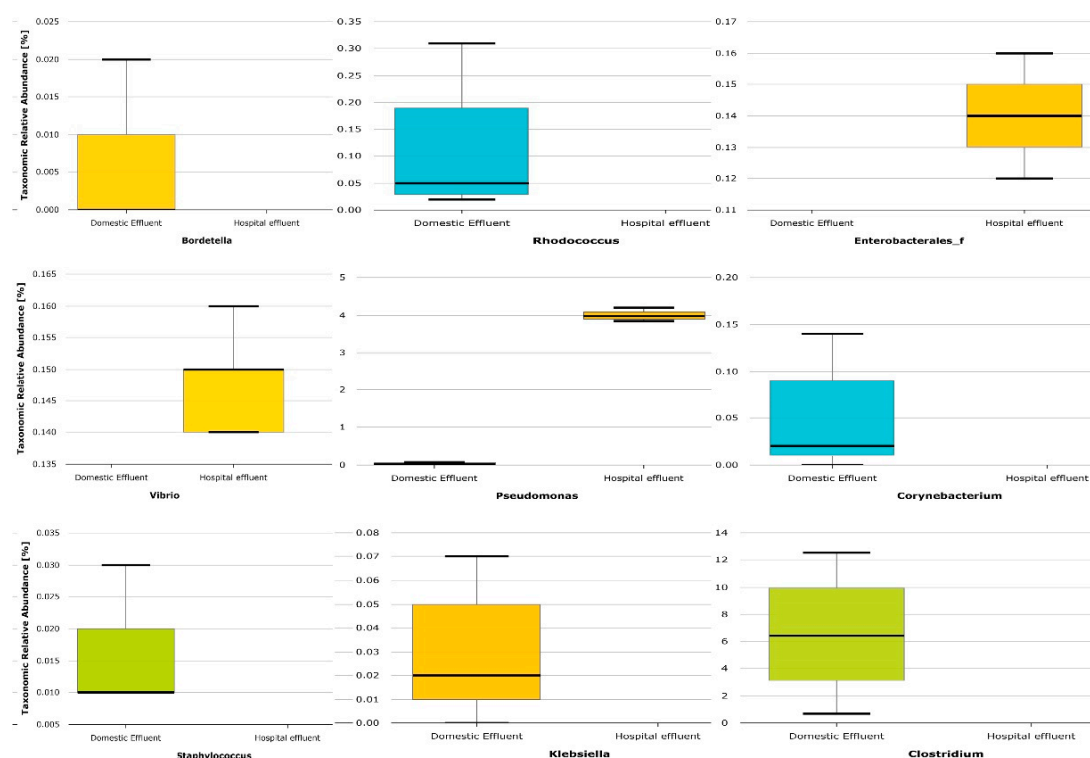 Taxonomic Relative Abundance [%]
0.025
0.020
0.015
0.010
0.005
0.000
Domestic Effluent
Hospital effluent
Bordetella
0.35
0.30
0.25
0.20
0.15
0.10
0.05
0.00
Domestic Effluent
Hospital effluent
Rhodococcus
0.17
0.16
0.15
0.14
0.13
0.12
0.11
Domestic Effluent
Hospital effluent
Enterobacterales_f
Taxonomic Relative Abundance [%]
0.165
0.160
0.155
0.150
0.145
0.140
0.135
Domestic Effluent
Hospital effluent
Vibrio
5
4
3
2
1
0
Domestic Effluent
Hospital effluent
Pseudomonas
0.20
0.15
0.10
0.05
0.00
Domestic Effluent
Hospital effluent
Corynebacterium
Taxonomic Relative Abundance [%]
0.035
0.030
0.025
0.020
0.015
0.010
0.005
Domestic Effluent
Hospital effluent
Staphylococcus
0.08
0.07
0.06
0.05
0.04
0.03
0.02
0.01
0.00
Domestic Effluent
Hospital effluent
Klebsiella
14
12
10
8
6
4
2
0
Domestic Effluent
Hospital effluent
Clostridium